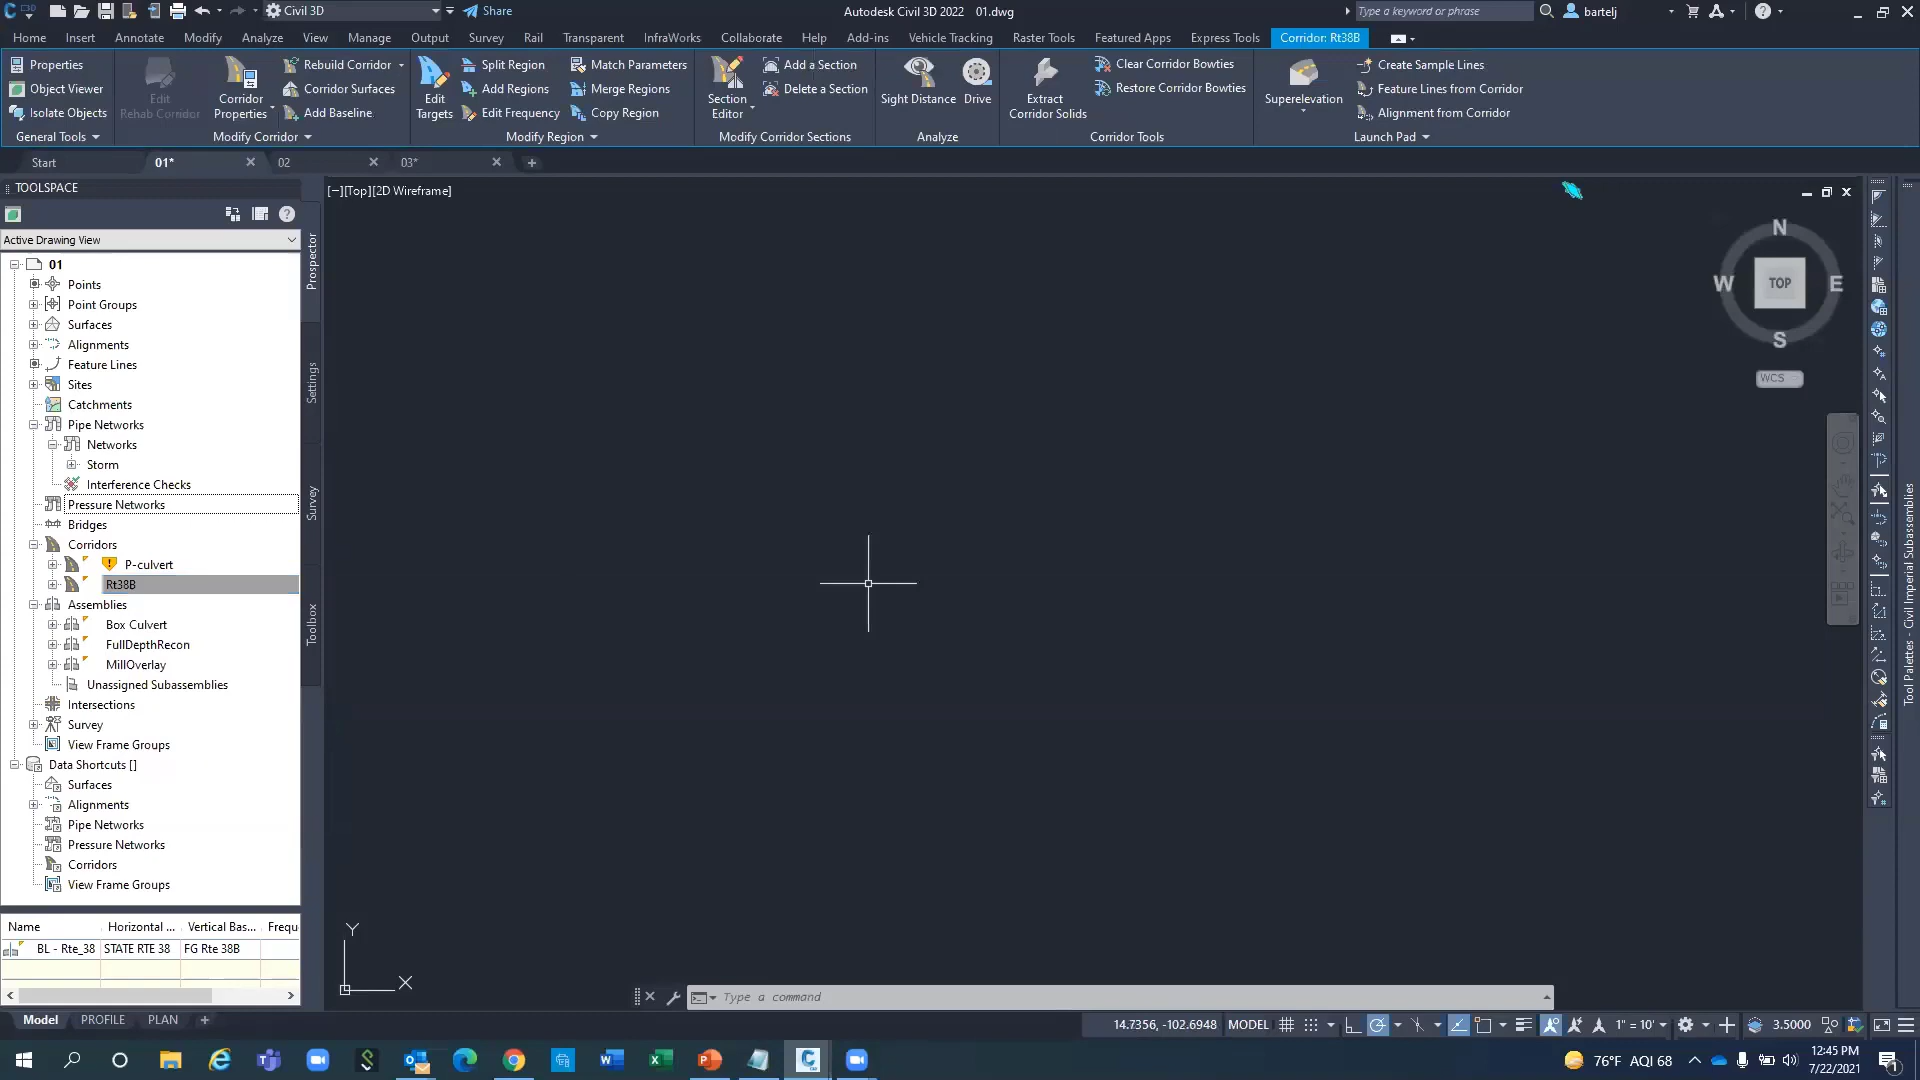 Civil 3D
Share
Autodesk Civil 3D 2022 01.dwg
Type a keyword or phrase
bartelj
Home Insert Annotate Modify Analyze View Manage Output Survey Rail Transparent InfraWorks Collaborate Help Add-ins Vehicle Tracking Raster Tools Featured Apps Express Tools Corridor: Rt38B
Properties
Object Viewer
Isolate Objects
General Tools
Edit
Rehab Corridor
Corridor
Properties
Rebuild Corridor
Corridor Surfaces
Add Baseline
Modify Corridor
Edit
Targets
Split Region
Add Regions
Edit Frequency
Match Parameters
Merge Regions
Copy Region
Modify Region
Section
Editor
Add a Section
Delete a Section
Modify Corridor Sections
Sight Distance
Drive
Analyze
Extract
Corridor Solids
Clear Corridor Bowties
Restore Corridor Bowties
Corridor Tools
Superelevation
Create Sample Lines
Feature Lines from Corridor
Alignment from Corridor
Launch Pad
Start 01* 02 03*
TOOLSPACE
Active Drawing View
01
Points
Point Groups
Surfaces
Alignments
Feature Lines
Sites
Catchments
Pipe Networks
Networks
Storm
Interference Checks
Pressure Networks
Bridges
Corridors
P-culvert
Rt38B
Assemblies
Box Culvert
FullDepthRecon
MillOverlay
Unassigned Subassemblies
Intersections
Survey
View Frame Groups
Data Shortcuts []
Surfaces
Alignments
Pipe Networks
Pressure Networks
Corridors
View Frame Groups
Name Horizontal ... Vertical Bas... Frequ
BL - Rte_38 STATE RTE 38 FG Rte 38B
Prospector
Settings
Survey
Toolbox
[−][Top][2D Wireframe]
N
W TOP E
S
WCS
Y
X
Tool Palettes - Civil Imperial Subassemblies
Type a command
Model PROFILE PLAN
14.7356, -102.6948 MODEL 1" = 10' 3.5000
76°F AQI 68
12:45 PM
7/22/2021